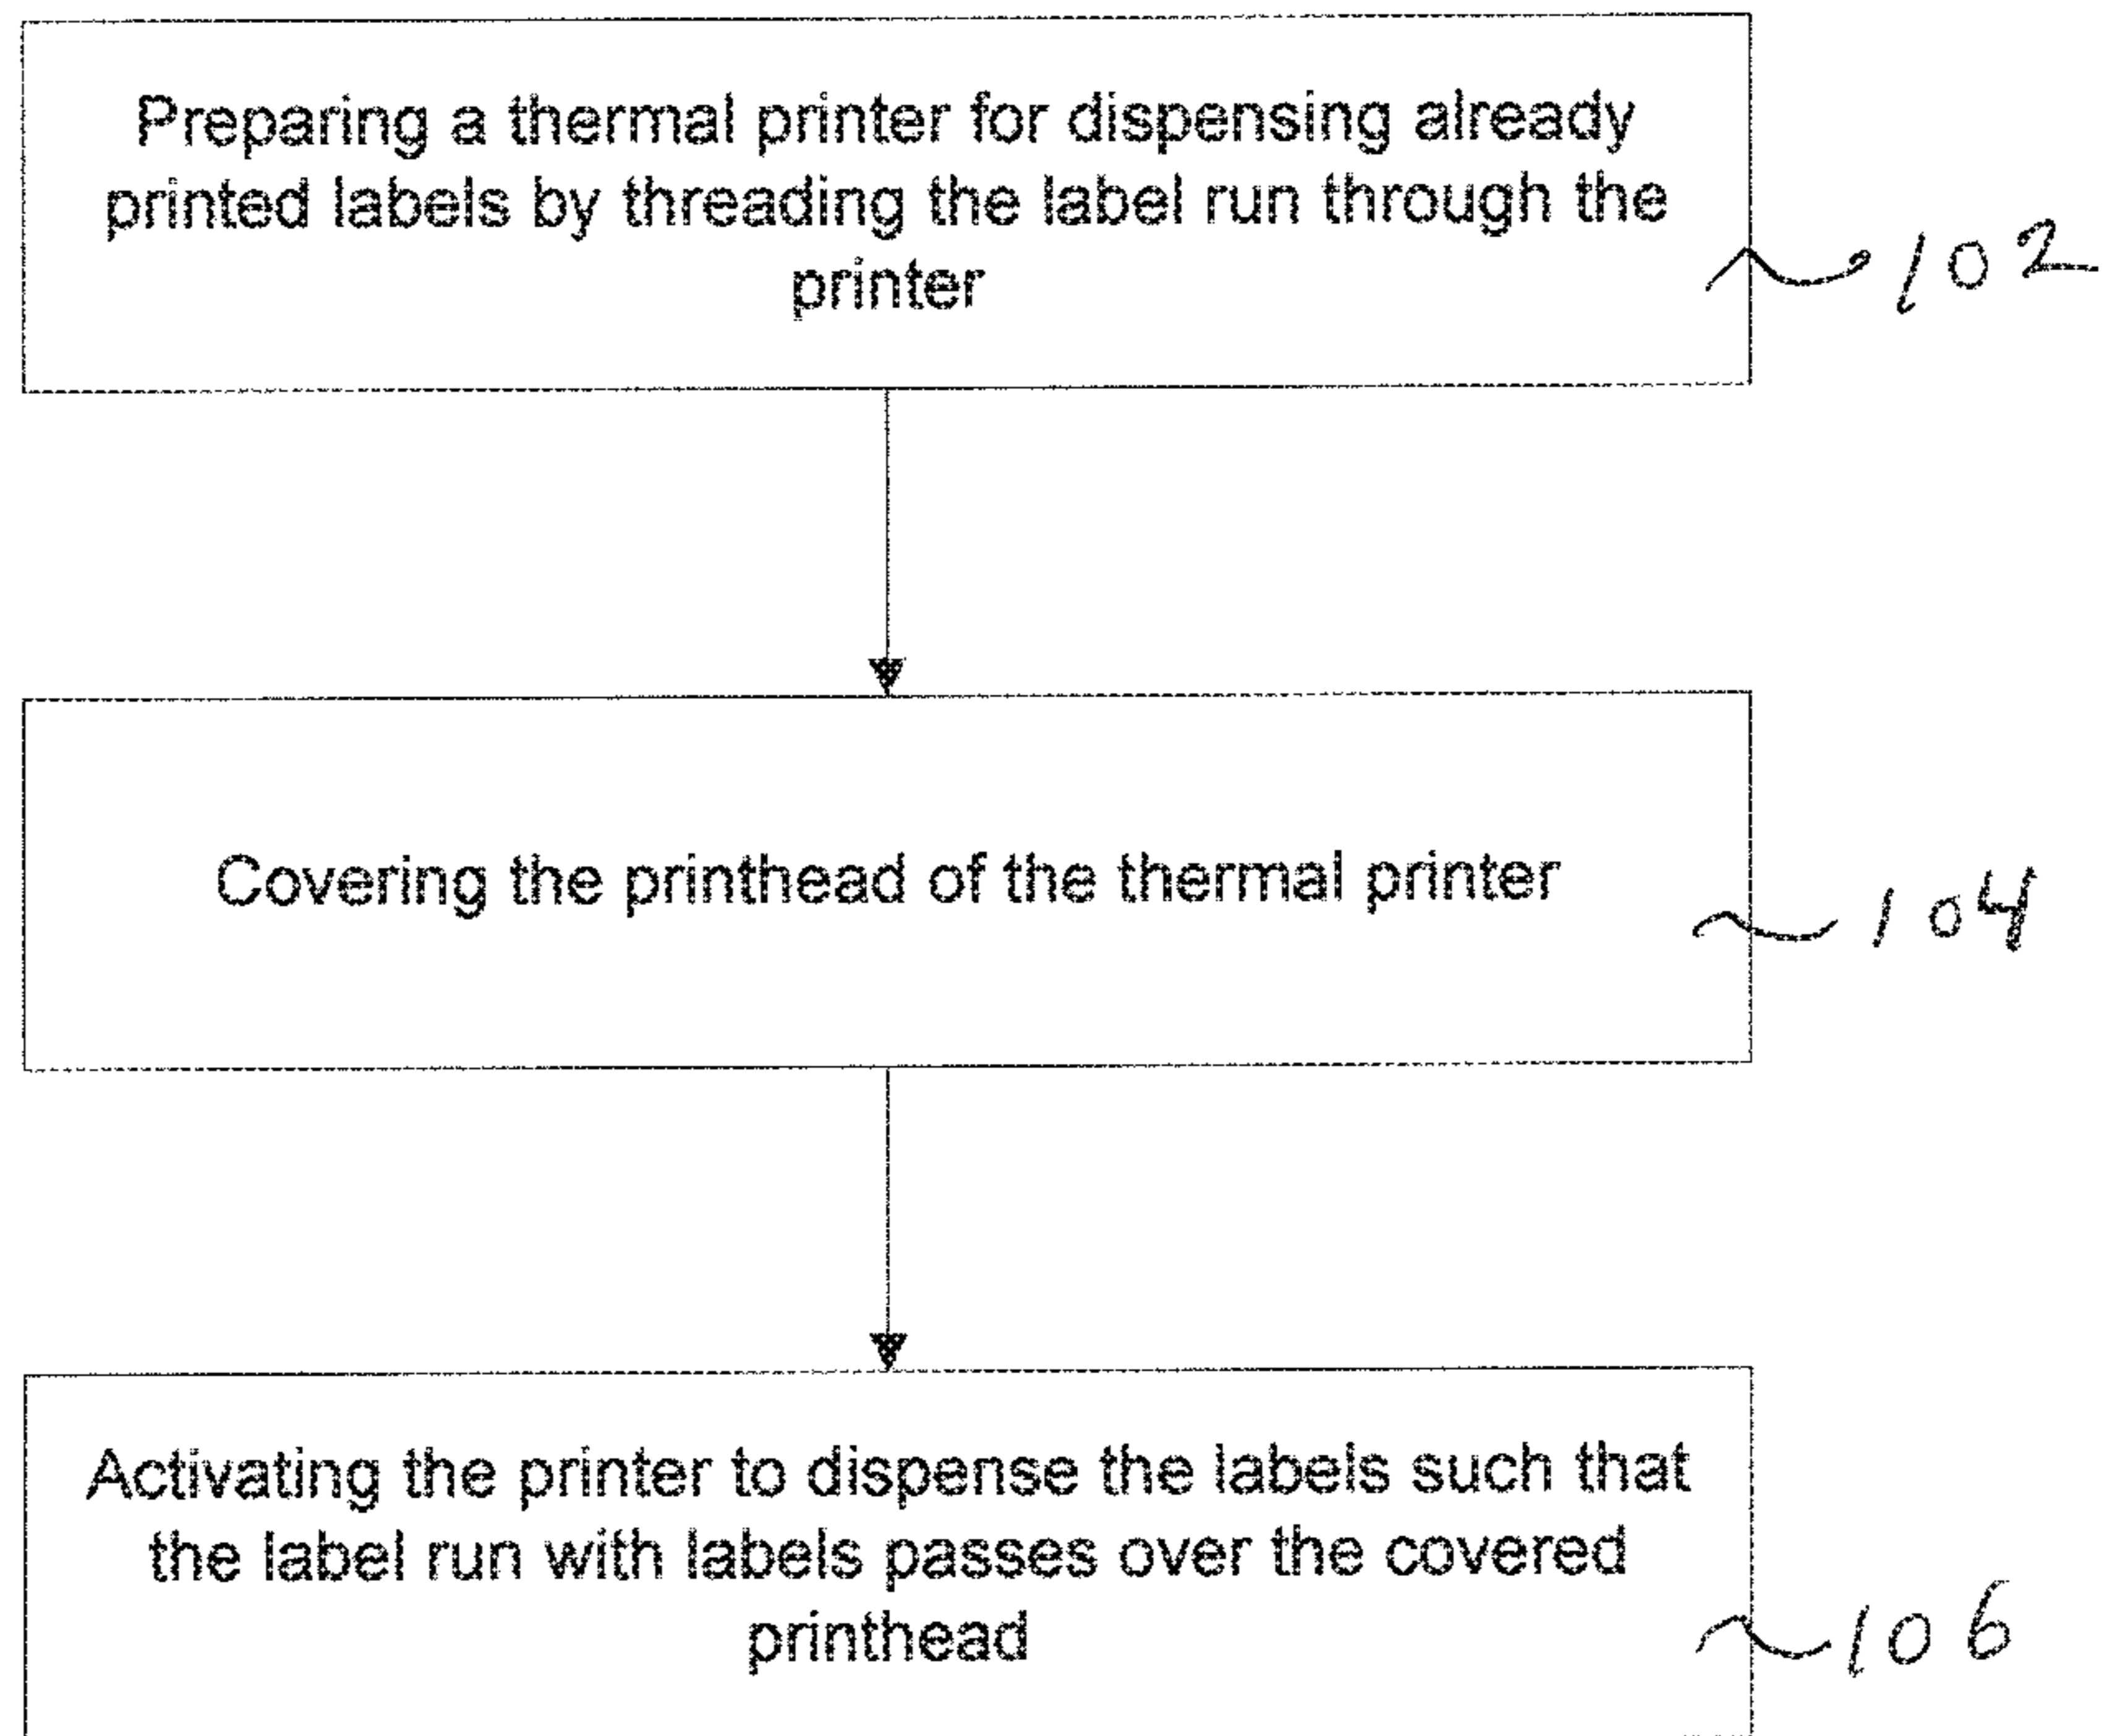 Preparing a thermal printer for dispensing already
printed labels by threading the label run through the
printer
102
Covering the printhead of the thermal printer
104
Activating the printer to dispense the labels such that
the label run with labels passes over the covered
printhead
106